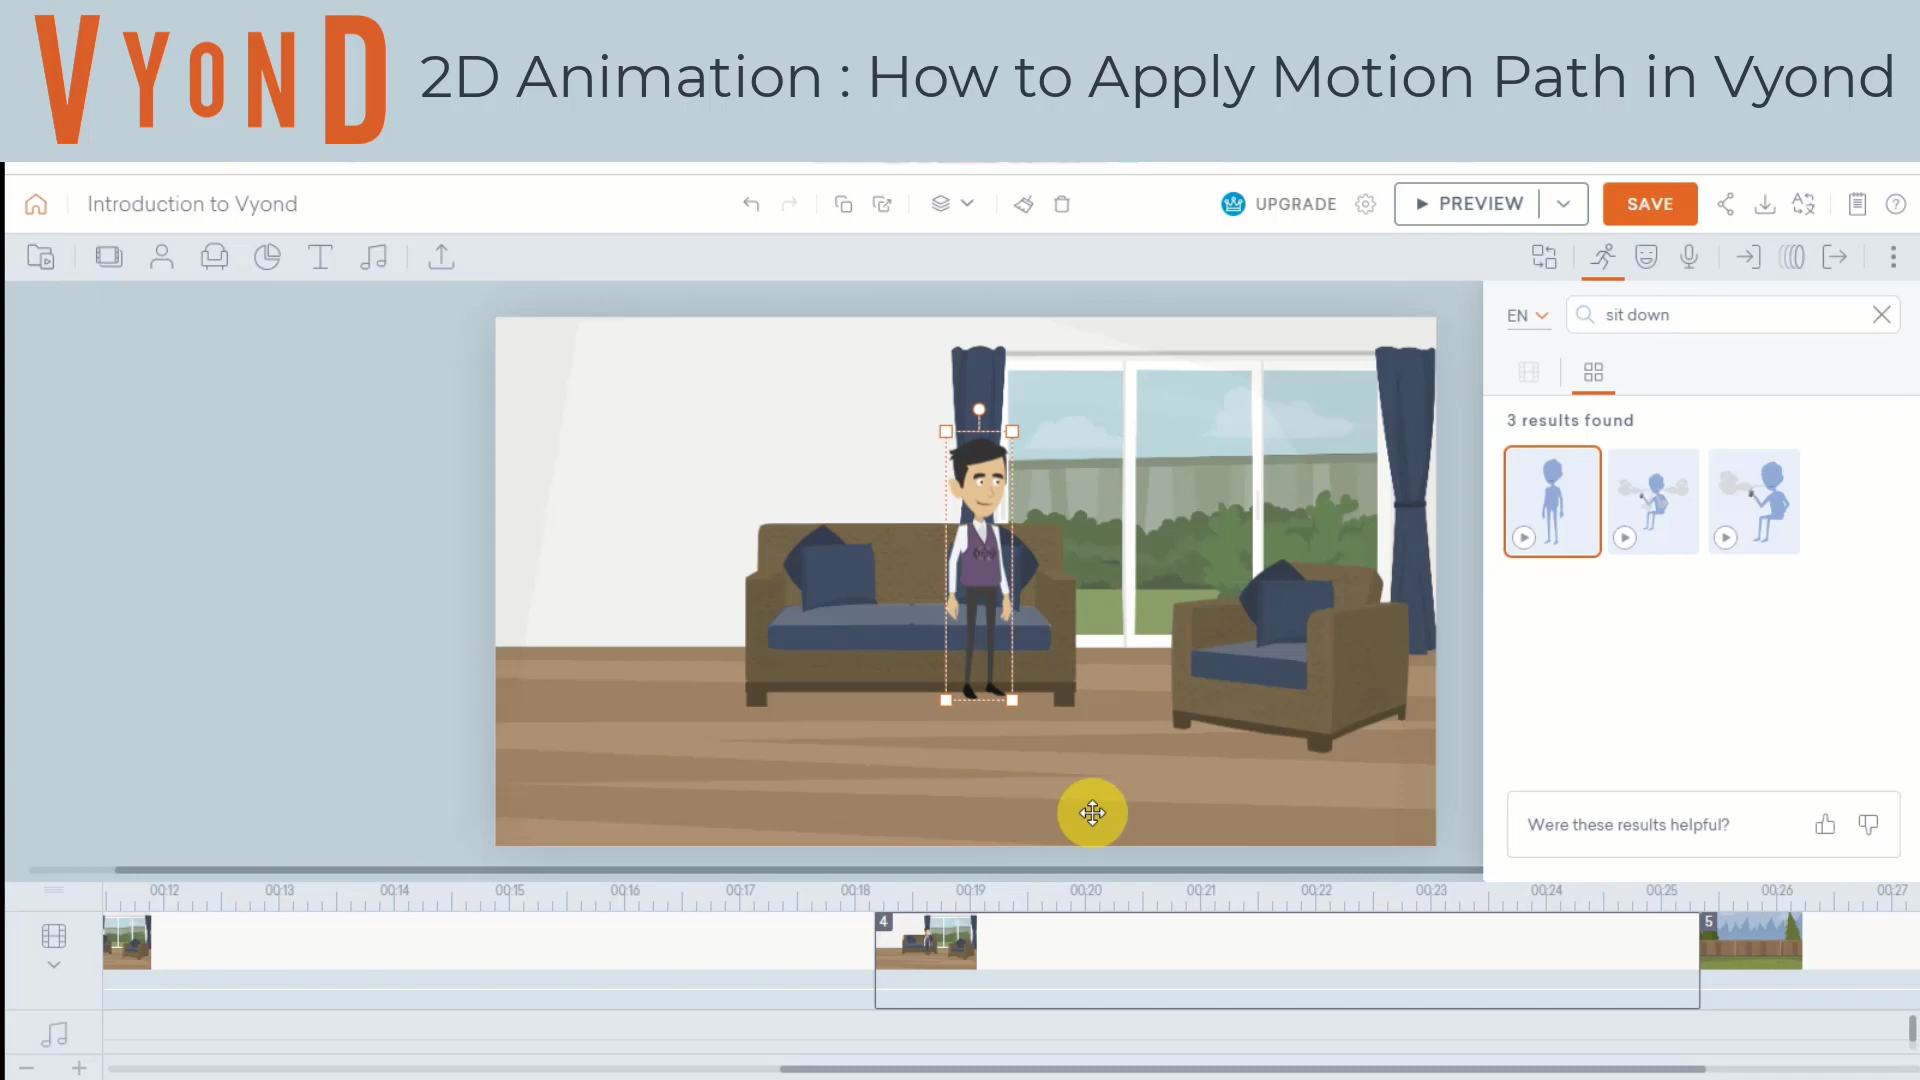 VYOND
2D Animation : How to Apply Motion Path in Vyond
Introduction to Vyond
UPGRADE
PREVIEW
SAVE
EN
sit down
3 results found
Were these results helpful?
00:12 00:13 00:14 00:15 00:16 00:17 00:18 00:19 00:20 00:21 00:22 00:23 00:24 00:25 00:26 00:27
4
5